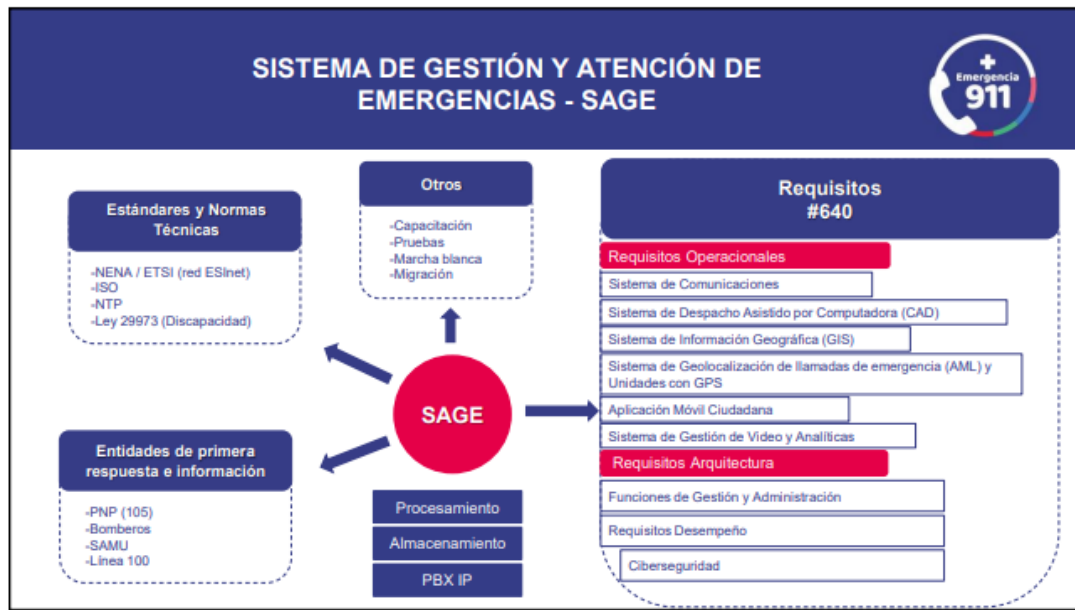 SISTEMA DE GESTIÓN Y ATENCIÓN DE
EMERGENCIAS - SAGE
Emergencia
911
Estándares y Normas
Técnicas
-NENA / ETSI (red ESInet)
-ISO
-NTP
-Ley 29973 (Discapacidad)
Otros
-Capacitación
-Pruebas
-Marcha blanca
-Migración
SAGE
Entidades de primera
respuesta e información
-PNP (105)
-Bomberos
-SAMU
-Línea 100
Procesamiento
Almacenamiento
PBX IP
Requisitos
#640
Requisitos Operacionales
Sistema de Comunicaciones
Sistema de Despacho Asistido por Computadora (CAD)
Sistema de Información Geográfica (GIS)
Sistema de Geolocalización de llamadas de emergencia (AML) y
Unidades con GPS
Aplicación Móvil Ciudadana
Sistema de Gestión de Video y Analíticas
Requisitos Arquitectura
Funciones de Gestión y Administración
Requisitos Desempeño
Ciberseguridad